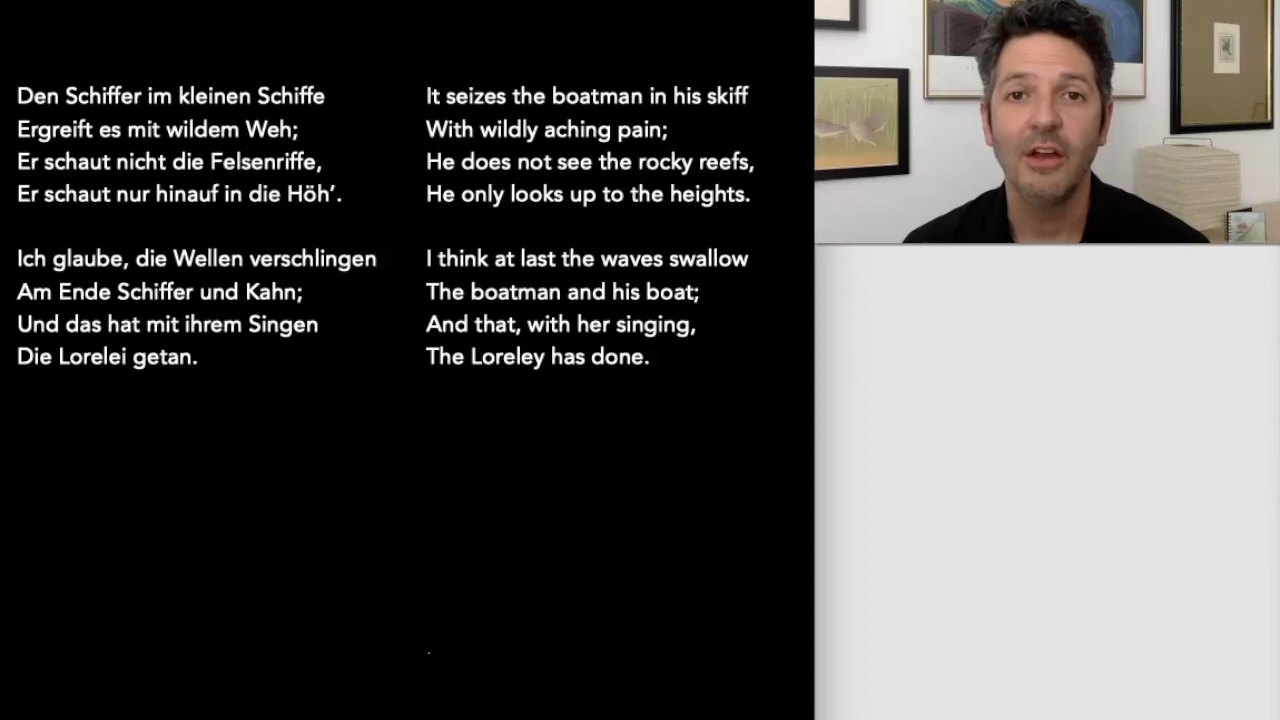 Den Schiffer im kleinen Schiffe
Ergreift es mit wildem Weh;
Er schaut nicht die Felsenriffe,
Er schaut nur hinauf in die Höh’.
Ich glaube, die Wellen verschlingen
Am Ende Schiffer und Kahn;
Und das hat mit ihrem Singen
Die Lorelei getan.
It seizes the boatman in his skiff
With wildly aching pain;
He does not see the rocky reefs,
He only looks up to the heights.
I think at last the waves swallow
The boatman and his boat;
And that, with her singing,
The Loreley has done.
.